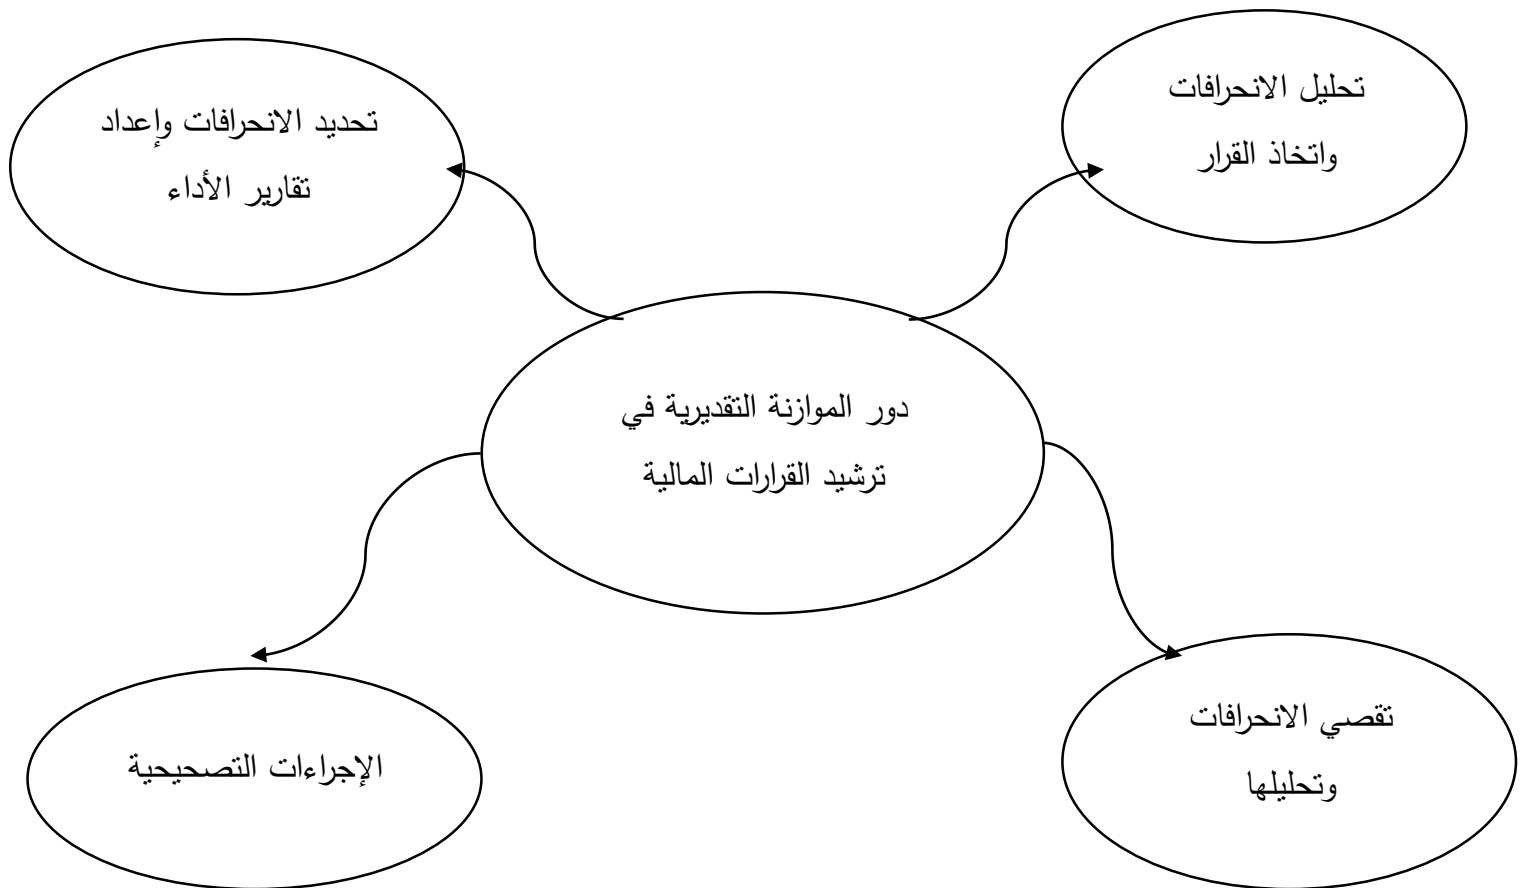 تحليل الانحرافات
واتخاذ القرار
تحديد الانحرافات وإعداد
تقارير الأداء
دور الموازنة التقديرية في
ترشيد القرارات المالية
تقصي الانحرافات
وتحليلها
الإجراءات التصحيحية